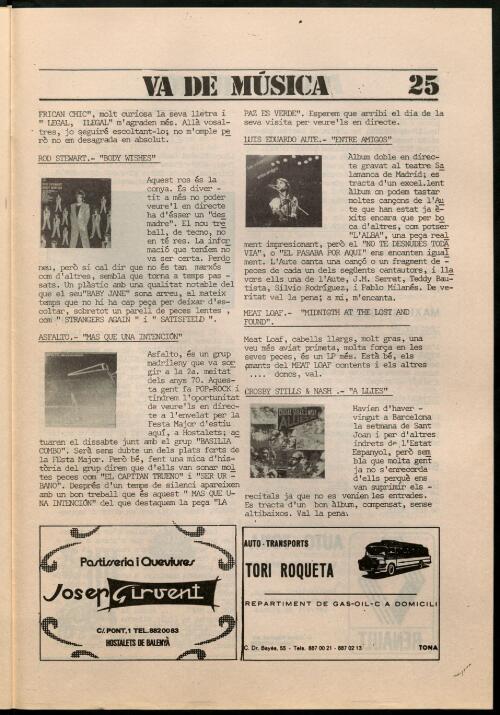 VA DE MÚSICA 25
FRICAN CHIC", molt curiosa la seva lletra i
" LEGAL, ILEGAL" m'agraden més. Allà vosal-
tres, jo seguiré escoltant-lo; no m'omple pe
rò no em desagrada en absolut.
ROD STEWART.- "BODY WISHES"
Aquest ros és la
conya. És diver -
tit a més no poder
veure'l en directe
ha d'ésser un "des
madre". El nou tre
ball, de tecno, no
en té res. La infor
nació que teníem no
va ser certa. Perdo
neu, però sí cal dir que no és tan marxós
com d'altres, sembla que torna a temps pas -
sats. Un plàstic amb una qualitat notable del
que el seu"BABY JANE" sona arreu, al mateix
temps que no hi ha cap peça per deixar d'es-
coltar, sobretot un parell de peces lentes ,
com " STRANGERS AGAIN " i " SATISFIELD ".
ASFALTO.- "MAS QUE UNA INTENCIÓN"
Asfalto, és un grup
nadrileny que va sor
gir a la 2a. meitat
dels anys 70. Aques-
ta gent fa POP-ROCK i
tindrem l'oportunitat
de veure'ls en direc-
te a l'envelat per la
Festa Major d'estiu
aquí, a Hostalets; ac
tuaran el dissabte junt amb el grup "BASILIA
COMBO". Serà sens dubte un dels plats forts de
la FEsta Major. Però bé, fent una mica d'his-
tòria del grup direm que d'ells van sonar mol
tes peces com "EL CAPITAN TRUENO" i "SER UR -
BANO". Desprès d'un temps de silenci apareixen
amb un bon treball que és aquest " MAS QUE U-
NA INTENCIÓN" del que destaquem la peça "LA
PAZ ES VERDE". Esperem que arribi el dia de la
seva visita per veure'ls en directe.
LUIS EDUARDO AUTE.- "ENTRE AMIGOS"
Àlbum doble en direc-
te gravat al teatre Sa
lamanca de Madrid; es
tracta d'un excel.lent
àlbum on podem tastar
moltes cançons de l'Au
te que han estat ja è-
xits encara que per bo
ca d'altres, com potser
"L'ALBA", una peça real
ment impresionant, però el "NO TE DESNUDES TODA
VIA", o "EL PASABA POR AQUI" ens encanten igual
ment. L'Aute canta una cançó o un fragment de -
peces de cada un dels següents cantautors, i lla
vors ells una de l'Aute, J.M. Serrat, Teddy Bau-
tista, Silvio Rodríguez, i Pablo Milanés. De ve-
ritat val la pena; a mi, m'encanta.
MEAT LOAF.- "MIDNIGTH AT THE LOST AND
FOUND".
Meat Loaf, cabells llargs, molt gras, una
veu més aviat primeta, molta força en les
seves peces, és un LP més. Està bé, els
amants del MEAT LOAF contents i els altres
.... doncs, val.
CROSBY STILLS & NASH .- "A LLIES"
Havien d'haver -
vingut a Barcelona
la setmana de Sant
Joan i per d'altres
indrets de l'Estat
Espanyol, però sem
bla que molta gent
ja no s'enrecorda
d'ells perquè ens
van suprimir els -
recitals ja que no es venien les entrades.
Es tracta d'un bon àlbum, compensat, sense
altibaixos. Val la pena.
Pastisseria i Queviures
Josep Girvent
C/. PONT, 1 TEL. 8820083
HOSTALETS DE BALENYÀ
AUTO - TRANSPORTS
TORI ROQUETA
REPARTIMENT DE GAS-OIL-C A DOMICILI
C. Dr. Bayés, 55 - Tels. 887 00 21 - 887 02 13 TONA